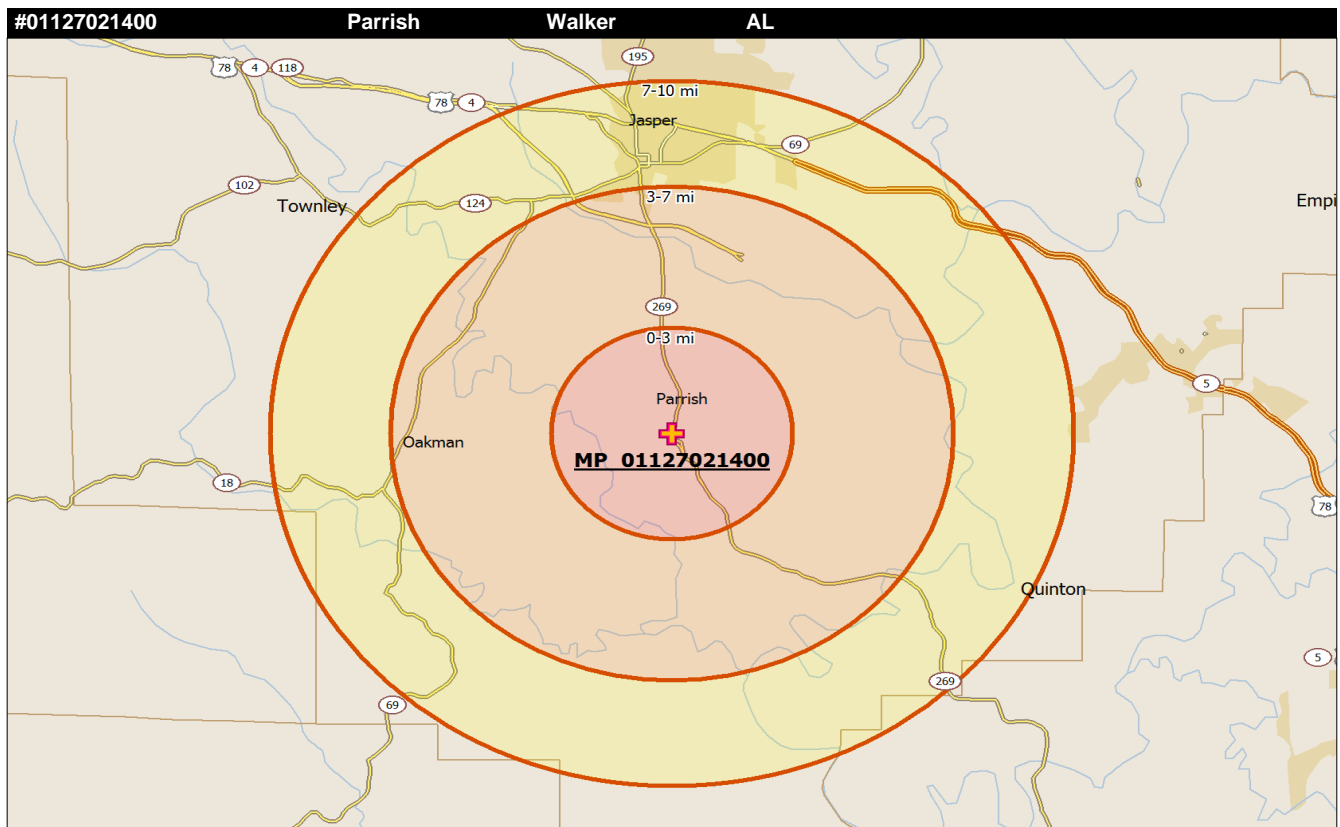 #01127021400 Parrish Walker AL
195
78 4 118
7-10 mi
78 4
Jasper
69
102
3-7 mi
Townley
124
Empi
269
0-3 mi
5
Parrish
Oakman
MP 01127021400
18
78
Quinton
5
269
69